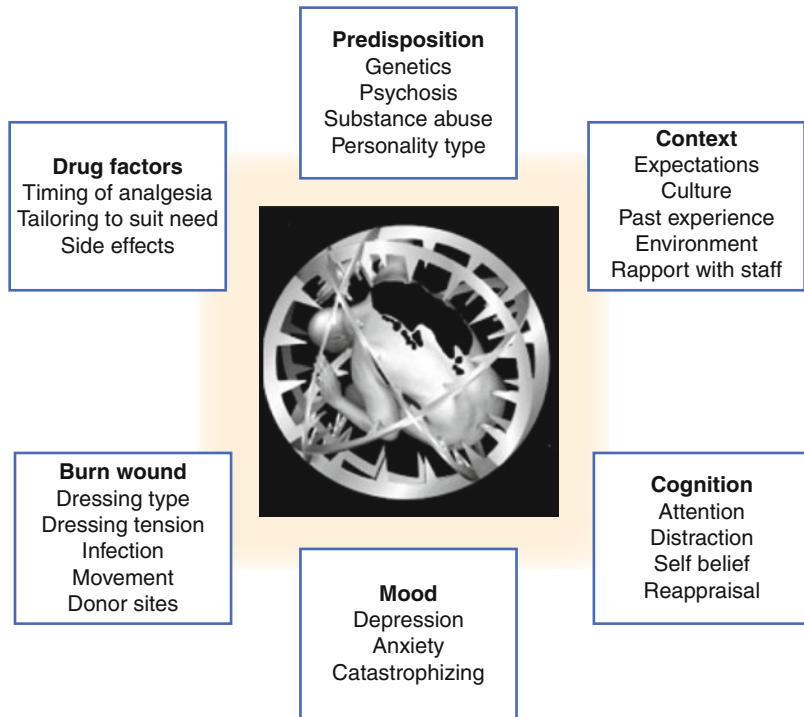 Predisposition
Genetics
Psychosis
Substance abuse
Personality type
Drug factors
Timing of analgesia
Tailoring to suit need
Side effects
Context
Expectations
Culture
Past experience
Environment
Rapport with staff
Burn wound
Dressing type
Dressing tension
Infection
Movement
Donor sites
Mood
Depression
Anxiety
Catastrophizing
Cognition
Attention
Distraction
Self belief
Reappraisal